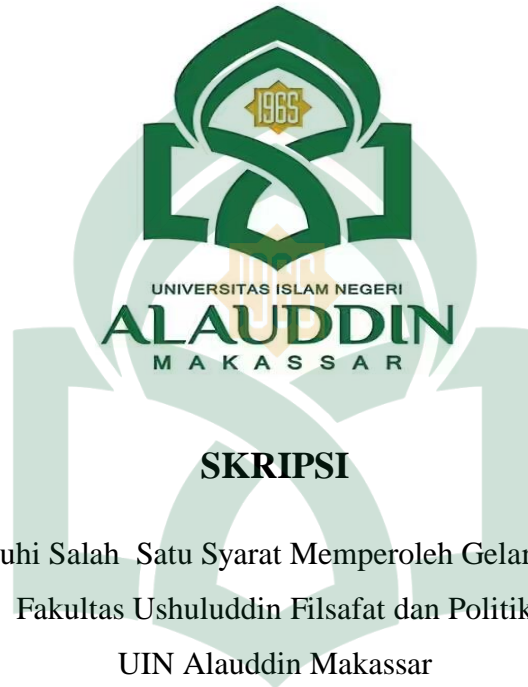 1965
UNIVERSITAS ISLAM NEGERI
ALAUDDIN
MAKASSAR
SKRIPSI
Salah Satu Syarat Memperoleh
Fakultas Ushuluddin Filsafat dan Politik
UIN Alauddin Makassar